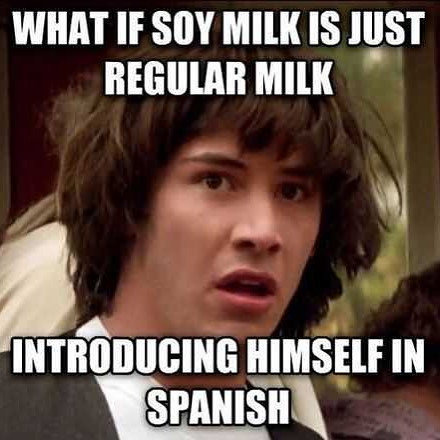 WHAT IF SOY MILK IS JUST
REGULAR MILK
INTRODUCING HIMSELF IN
SPANISH